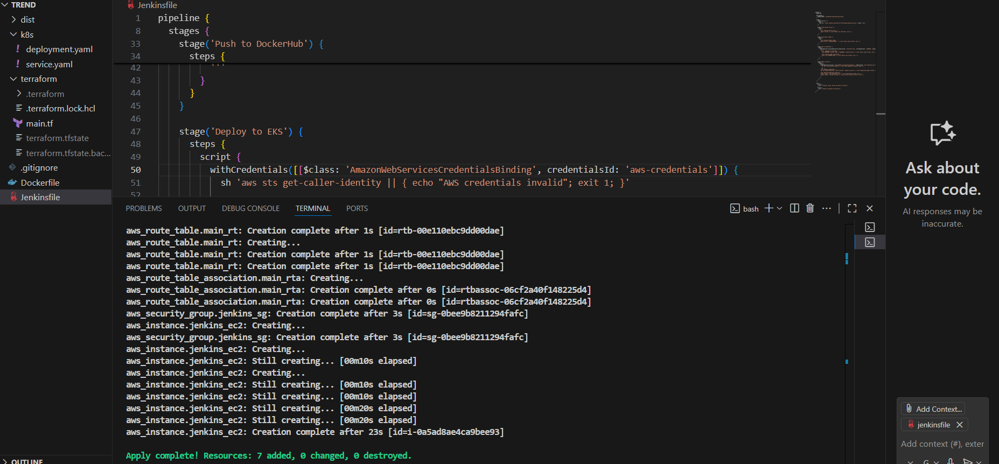 TREND
dist
k8s
! deployment.yaml
! service.yaml
terraform
.terraform
.terraform.lock.hcl
main.tf
terraform.tfstate
terraform.tfstate.bac...
.gitignore
Dockerfile
Jenkinsfile
OUTLINE
Jenkinsfile
1 pipeline {
8 stages {
33 stage('Push to DockerHub') {
34 steps {
42 '''
43 }
44 }
45 }
46
47 stage('Deploy to EKS') {
48 steps {
49 script {
50 withCredentials([[$class: 'AmazonWebServicesCredentialsBinding', credentialsId: 'aws-credentials']]) {
51 sh 'aws sts get-caller-identity || { echo "AWS credentials invalid"; exit 1; }'
52
PROBLEMS OUTPUT DEBUG CONSOLE TERMINAL PORTS
bash
aws_route_table.main_rt: Creation complete after 1s [id=rtb-00e110ebc9dd00dae]
aws_route_table.main_rt: Creating...
aws_route_table.main_rt: Creation complete after 1s [id=rtb-00e110ebc9dd00dae]
aws_route_table.main_rt: Creation complete after 1s [id=rtb-00e110ebc9dd00dae]
aws_route_table_association.main_rta: Creating...
aws_route_table_association.main_rta: Creation complete after 0s [id=rtbassoc-06cf2a40f148225d4]
aws_route_table_association.main_rta: Creation complete after 0s [id=rtbassoc-06cf2a40f148225d4]
aws_security_group.jenkins_sg: Creation complete after 3s [id=sg-0bee9b8211294fafc]
aws_instance.jenkins_ec2: Creating...
aws_security_group.jenkins_sg: Creation complete after 3s [id=sg-0bee9b8211294fafc]
aws_instance.jenkins_ec2: Creating...
aws_instance.jenkins_ec2: Still creating... [00m10s elapsed]
aws_instance.jenkins_ec2: Creating...
aws_instance.jenkins_ec2: Still creating... [00m10s elapsed]
aws_instance.jenkins_ec2: Still creating... [00m10s elapsed]
aws_instance.jenkins_ec2: Still creating... [00m20s elapsed]
aws_instance.jenkins_ec2: Still creating... [00m20s elapsed]
aws_instance.jenkins_ec2: Creation complete after 23s [id=i-0a5ad8ae4ca9bee93]
Apply complete! Resources: 7 added, 0 changed, 0 destroyed.
Ask about
your code.
AI responses may be
inaccurate.
Add Context...
jenkinsfile
Add context (#), exter